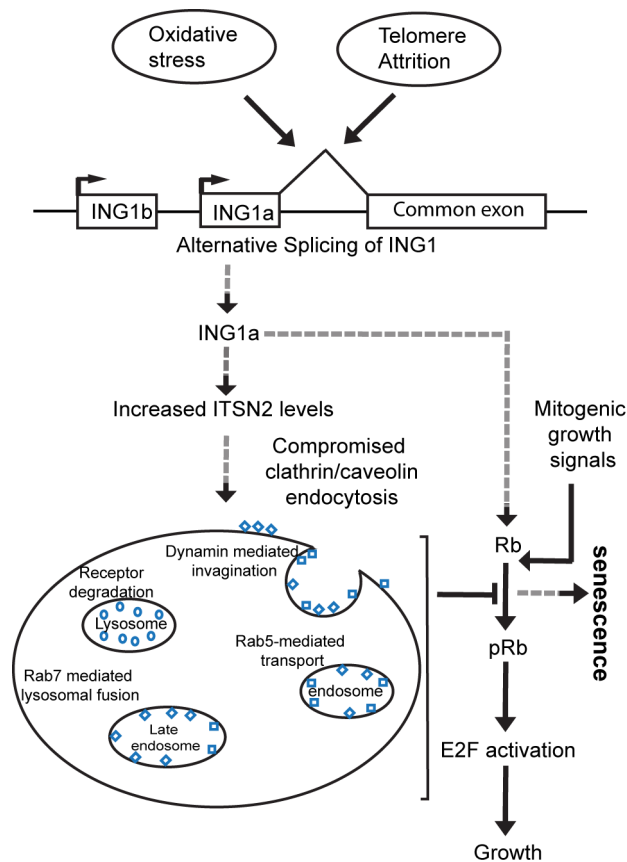 Oxidative
stress
Telomere
Attrition
ING1b
ING1a
Common exon
Alternative Splicing of ING1
ING1a
Increased ITSN2 levels
Mitogenic
growth
signals
Compromised
clathrin/caveolin
endocytosis
Dynamin mediated
invagination
Rb
senescence
Receptor
degradation
Lysosome
Rab5-mediated
transport
pRb
Rab7 mediated
lysosomal fusion
endosome
Late
endosome
E2F activation
Growth